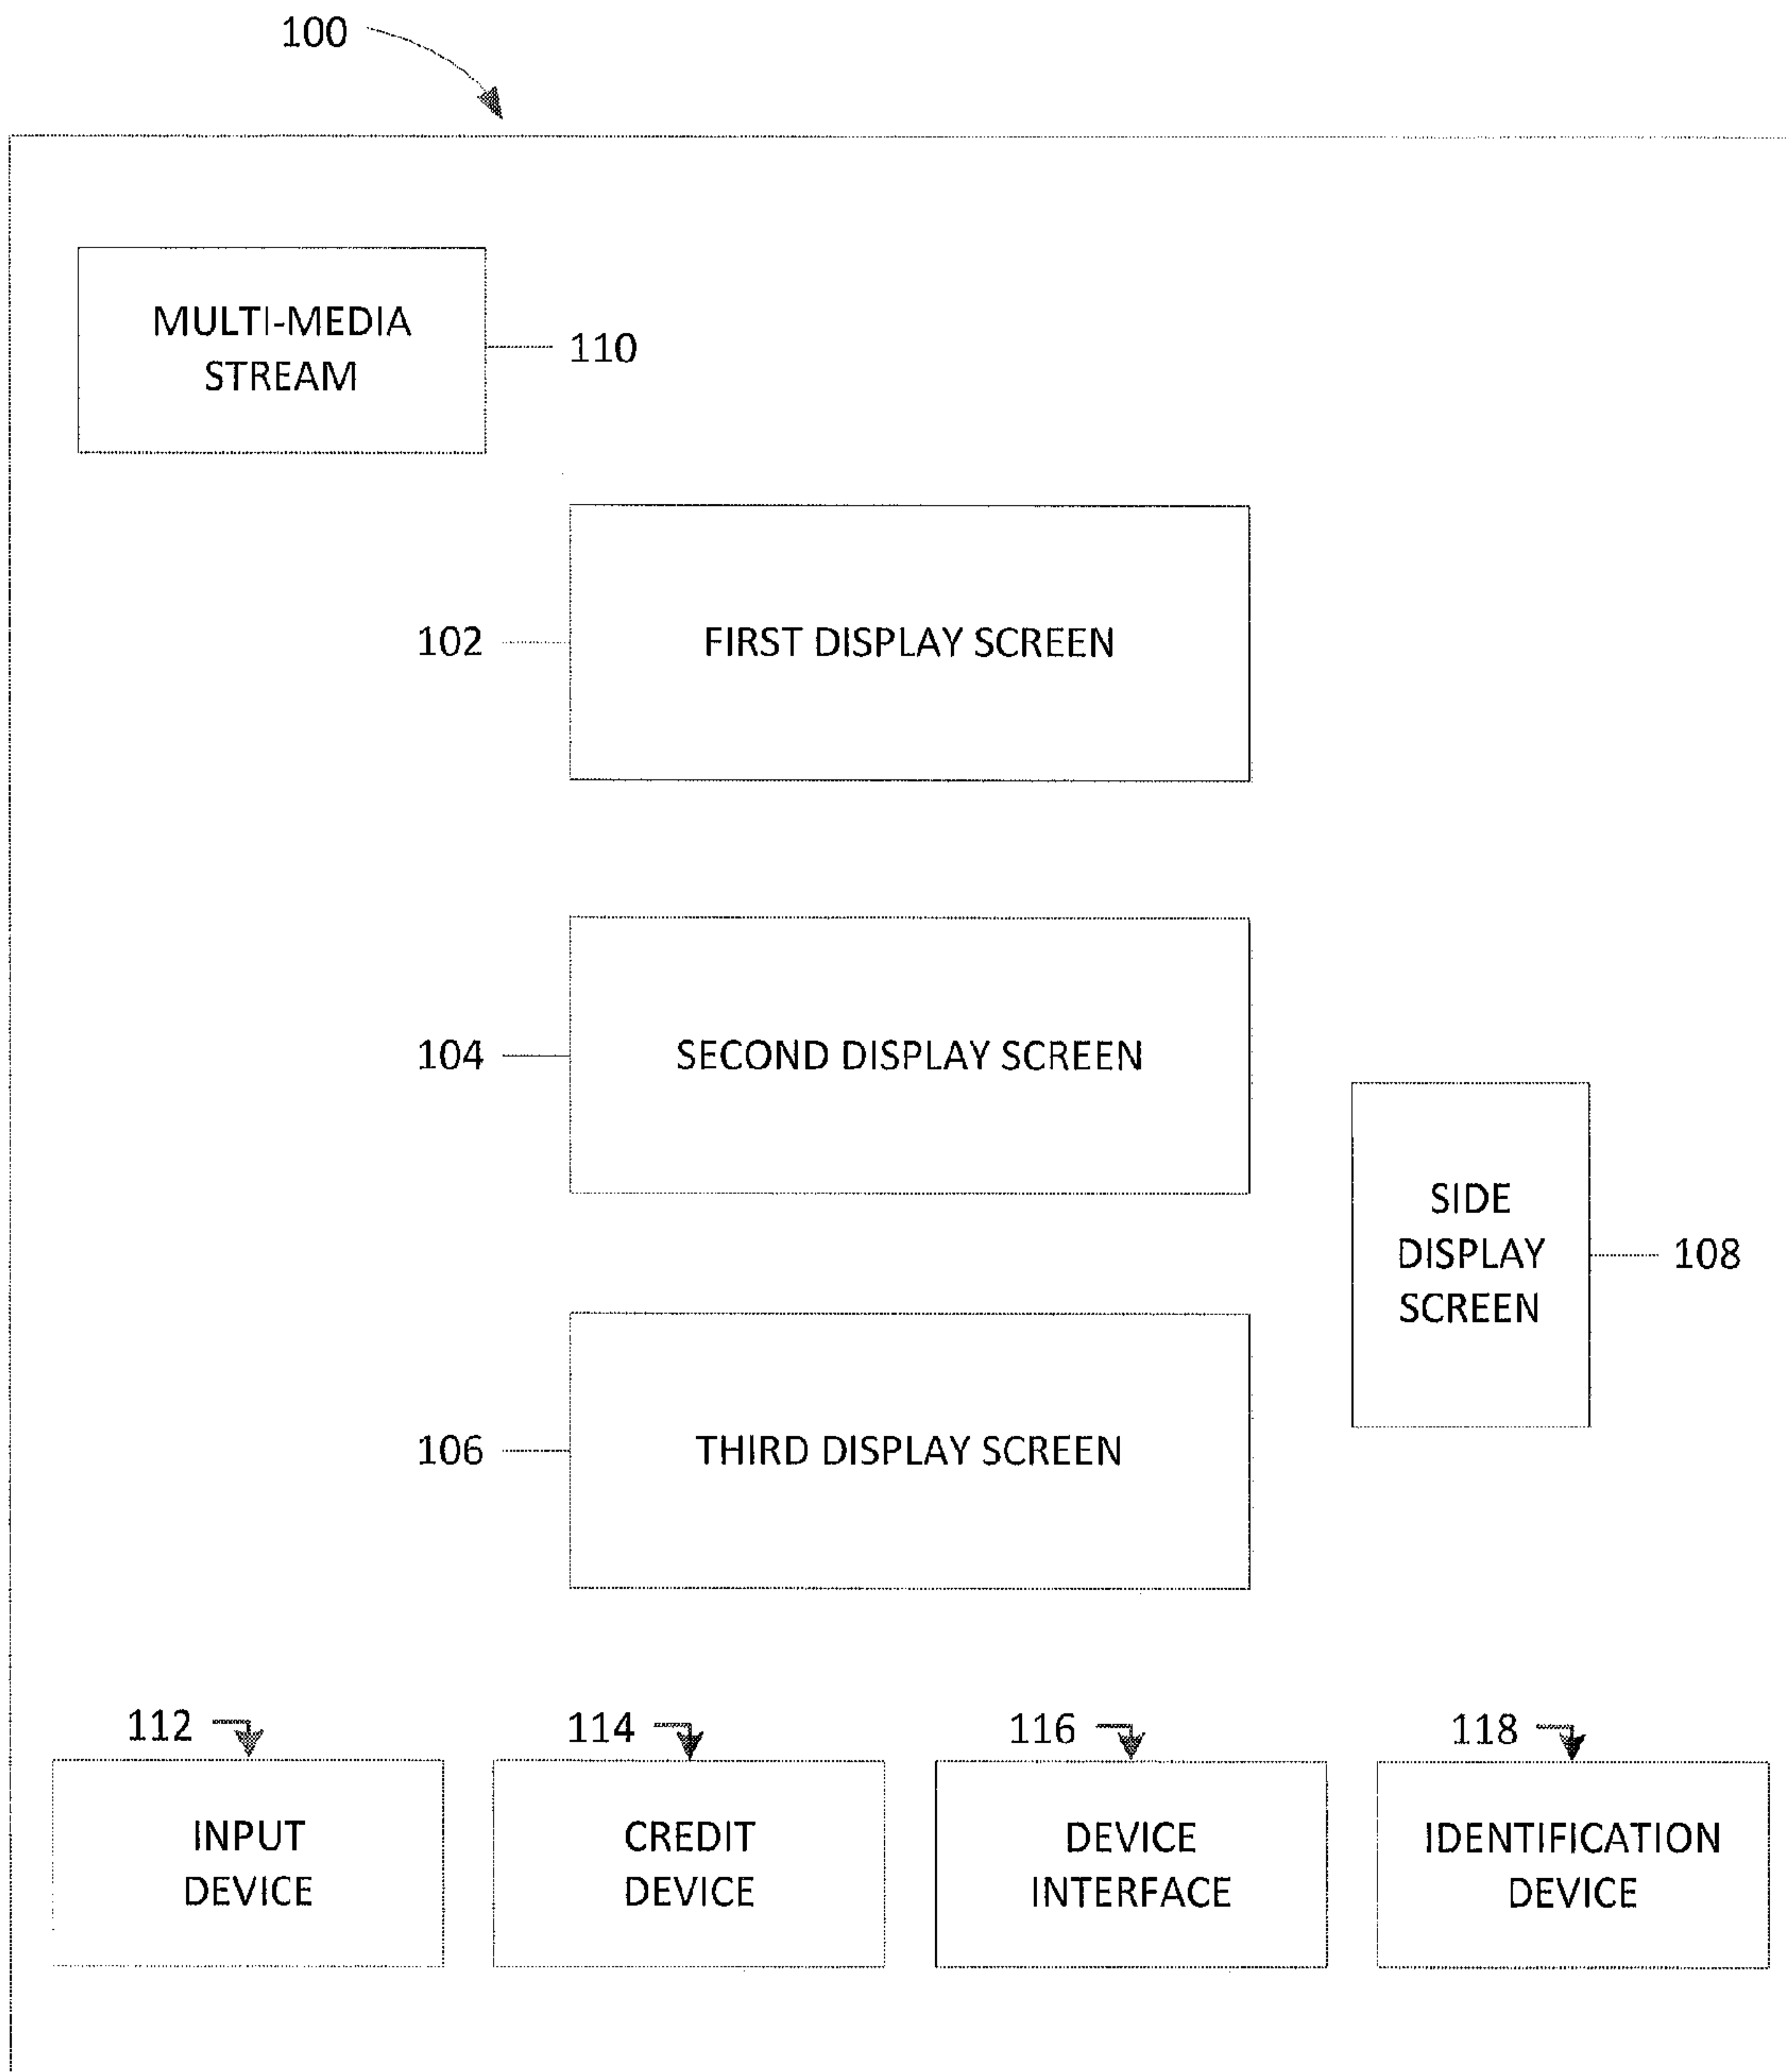 100
MULTI-MEDIA
STREAM
110
102
FIRST DISPLAY SCREEN
104
SECOND DISPLAY SCREEN
SIDE
DISPLAY
SCREEN
108
106
THIRD DISPLAY SCREEN
112
114
116
118
INPUT
DEVICE
CREDIT
DEVICE
DEVICE
INTERFACE
IDENTIFICATION
DEVICE